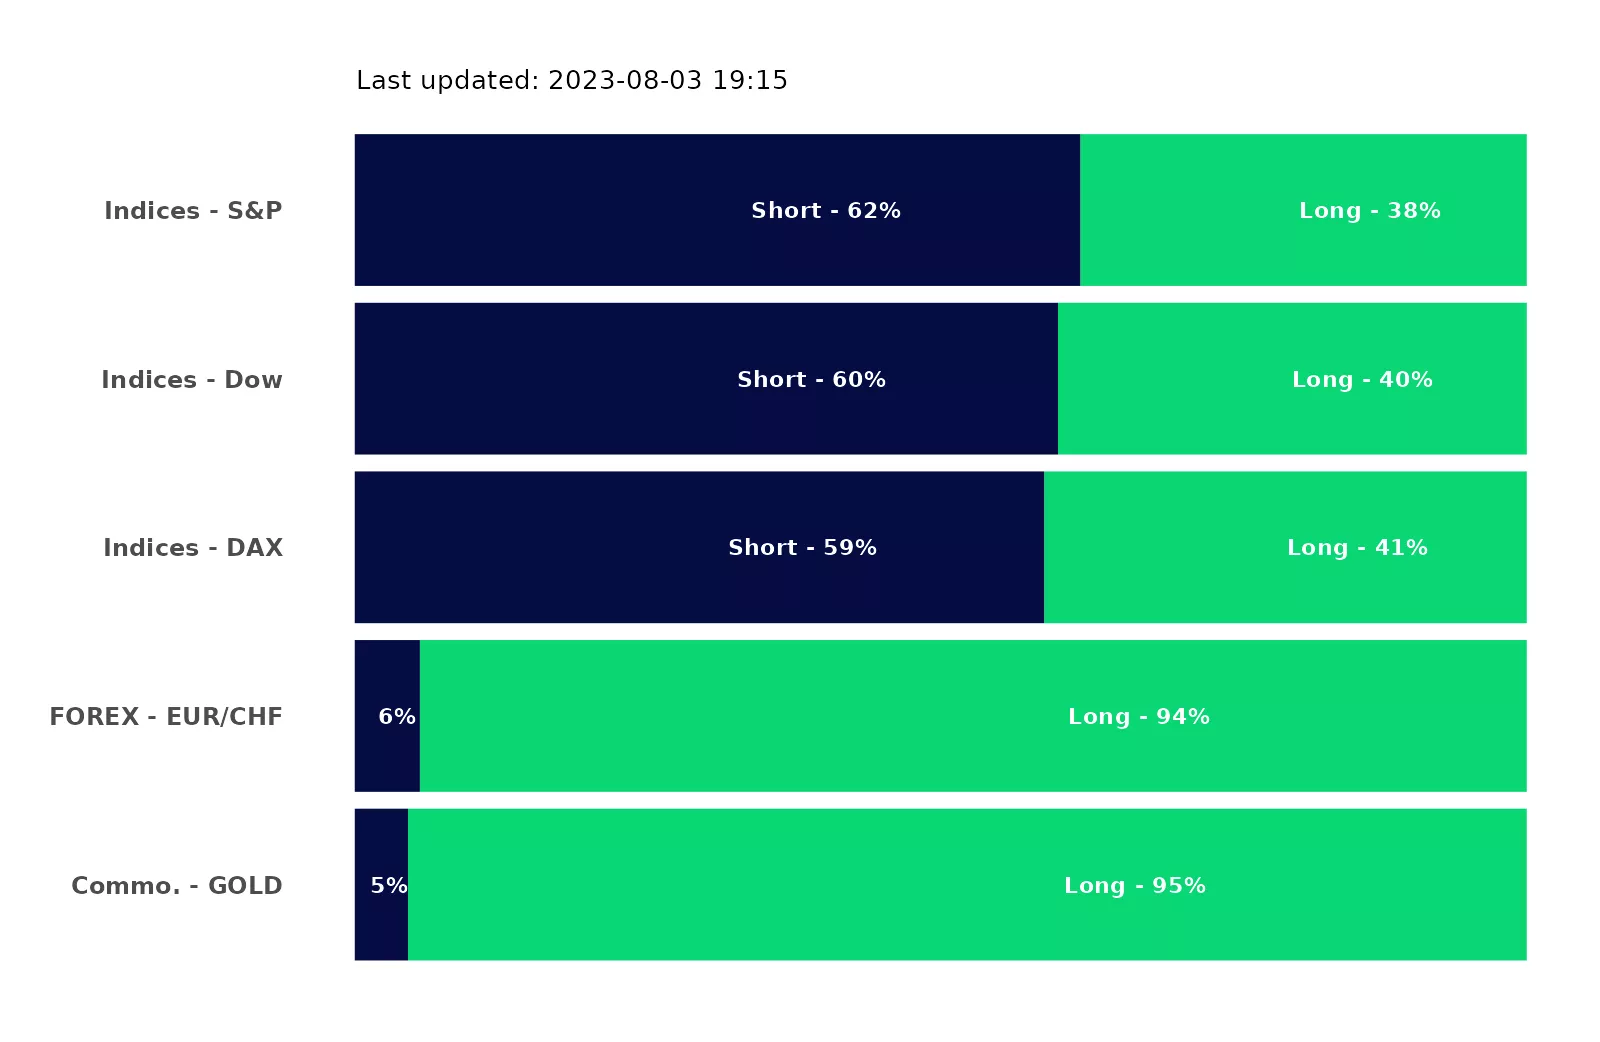 Last updated: 2023-08-03 19:15
Indices - S&P Short - 62% Long - 38%
Indices - Dow Short - 60% Long - 40%
Indices - DAX Short - 59% Long - 41%
FOREX - EUR/CHF 6% Long - 94%
Commo. - GOLD 5% Long - 95%